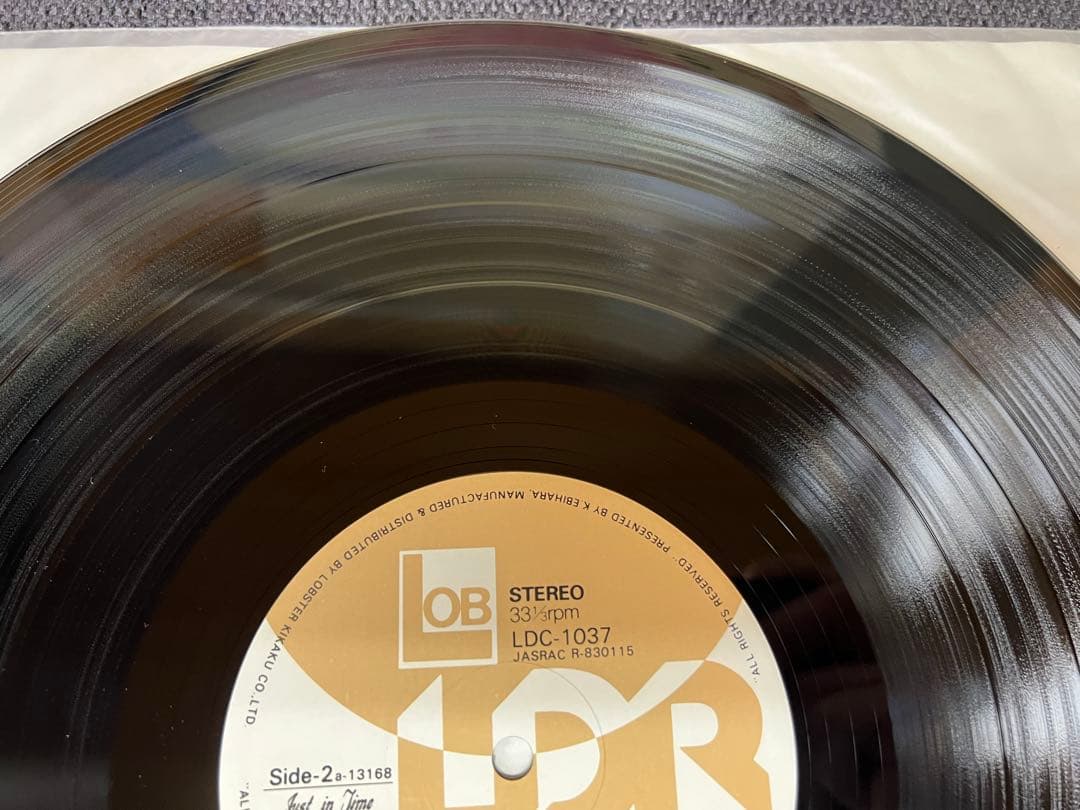 "ALL RIGHTS RESERVED" PRESENTED BY K EBIHARA, MANUFACTURED & DISTRIBUTED BY LOBSTER KIKAKU CO.,LTD.
LOB
STEREO
33⅓rpm
LDC-1037
JASRAC R-830115
LDR
Side-2 a-13168
Just in Time
"AL